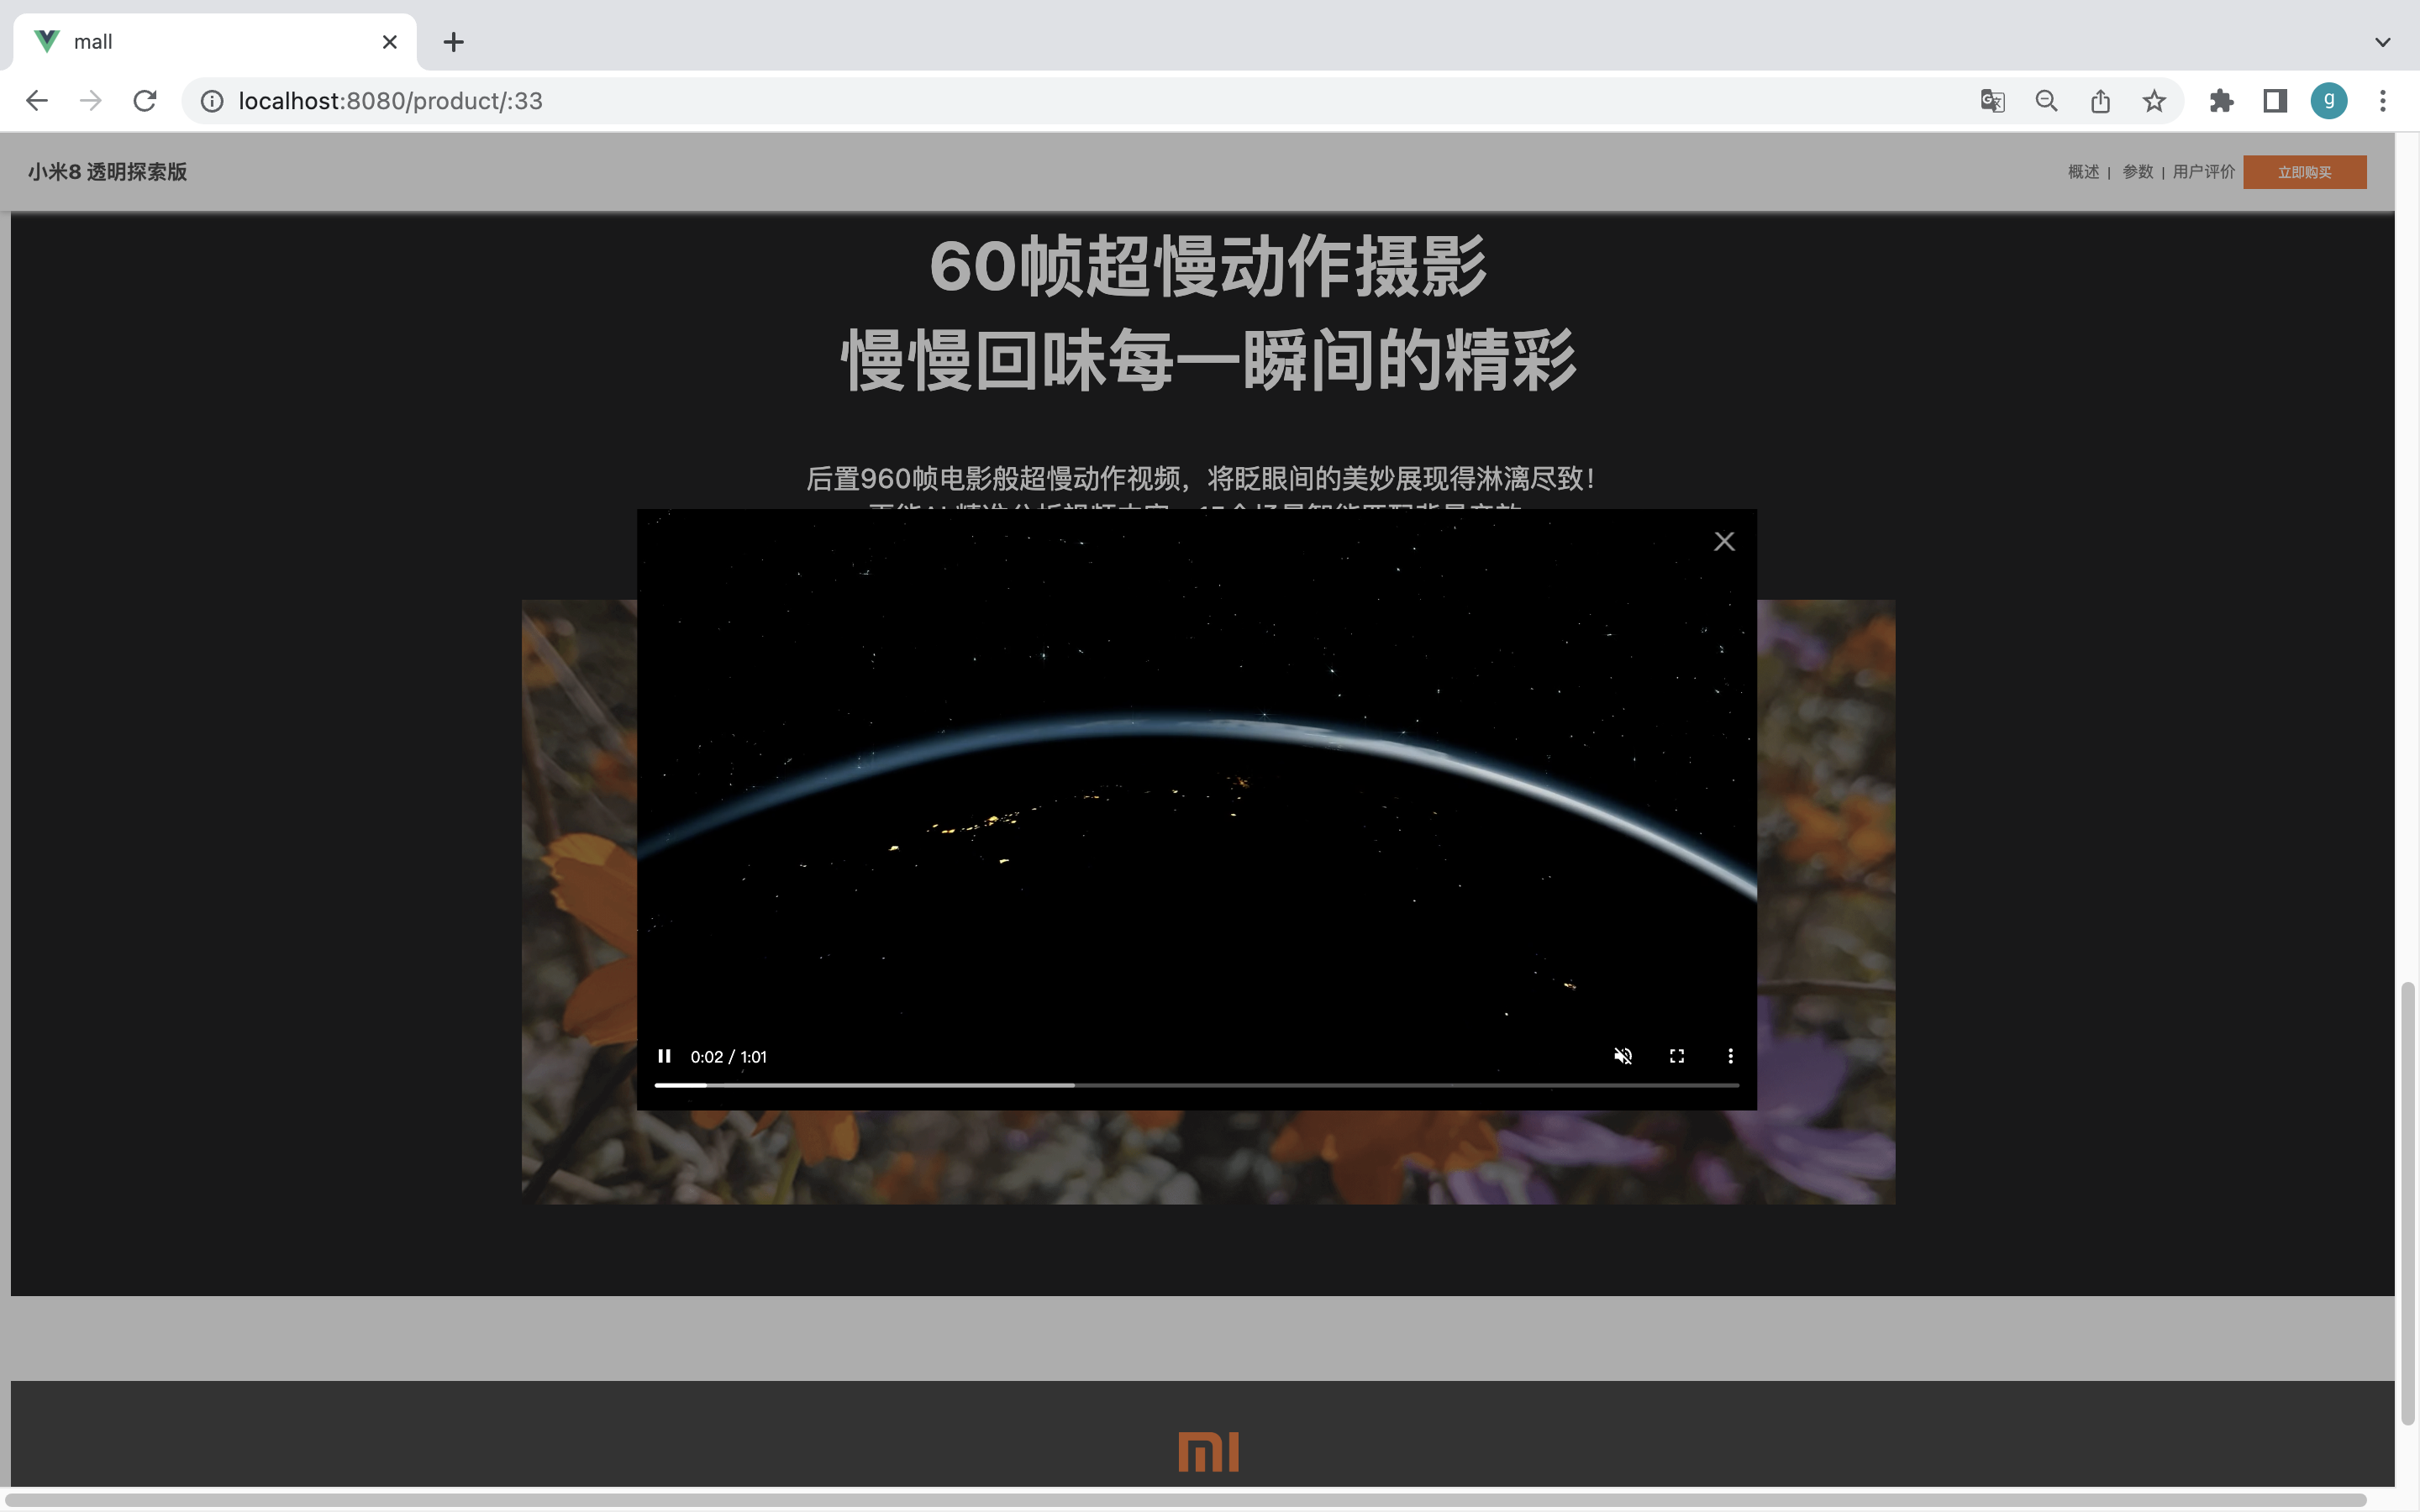 mall
localhost:8080/product/:33
g
小米8 透明探索版
概述 | 参数 | 用户评价 立即购买
60帧超慢动作摄影
慢慢回味每一瞬间的精彩
后置960帧电影般超慢动作视频，将眨眼间的美妙展现得淋漓尽致！
0:02 / 1:01
mi